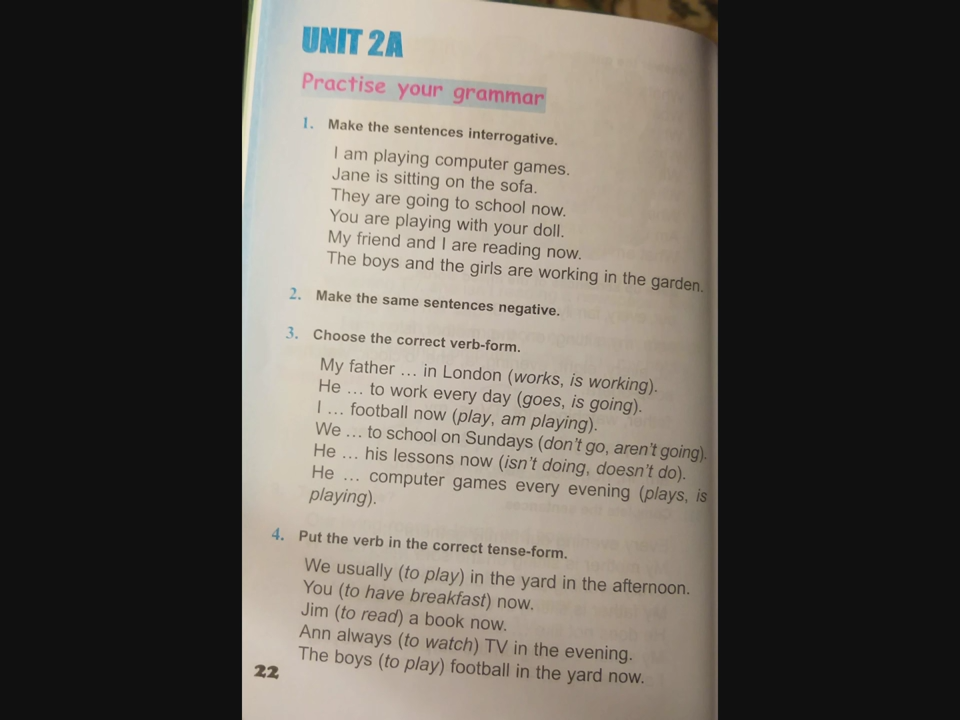 UNIT 2A
Practise your grammar
1. Make the sentences interrogative.
I am playing computer games.
Jane is sitting on the sofa.
They are going to school now.
You are playing with your doll.
My friend and I are reading now.
The boys and the girls are working in the garden.
2. Make the same sentences negative.
3. Choose the correct verb-form.
My father ... in London (works, is working).
He ... to work every day (goes, is going).
I ... football now (play, am playing).
We ... to school on Sundays (don't go, aren't going).
He ... his lessons now (isn't doing, doesn't do).
He ... computer games every evening (plays, is
playing).
4. Put the verb in the correct tense-form.
We usually (to play) in the yard in the afternoon.
You (to have breakfast) now.
Jim (to read) a book now.
Ann always (to watch) TV in the evening.
The boys (to play) football in the yard now.
22